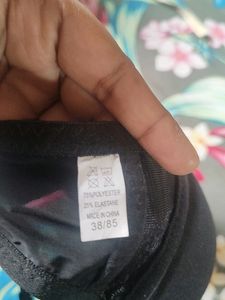 75%POLYESTER
25% ELASTANE
MADE IN CHINA
38/85